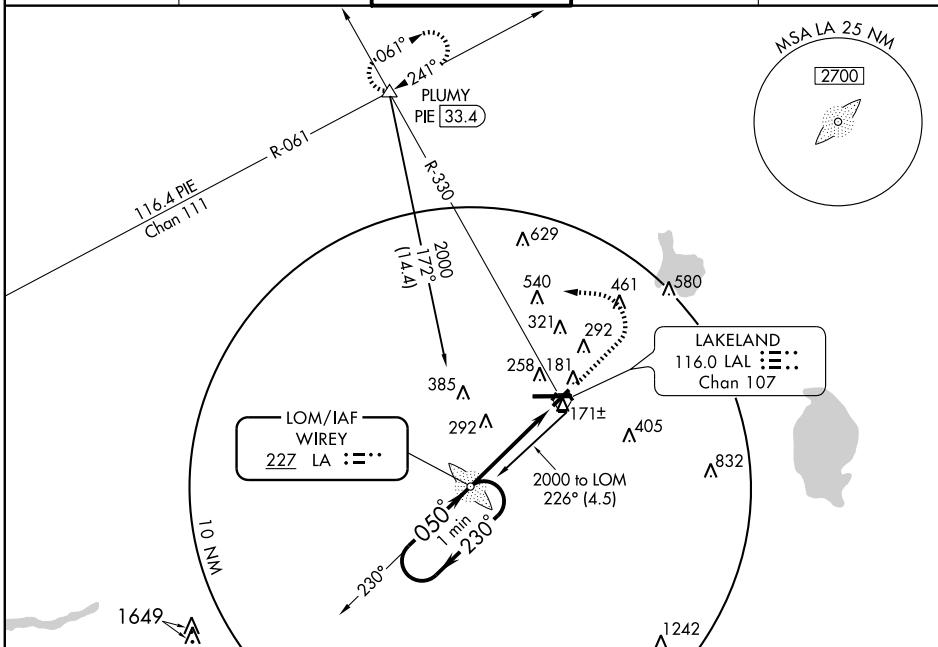 MSA LA 25 NM
2700
061°
241°
PLUMY
PIE 33.4
R-061
116.4 PIE
Chan 111
R-330
2000
172°
(14.4)
629
540
461
580
321
292
258
181
LAKELAND
116.0 LAL
Chan 107
385
171±
292
405
LOM/IAF
WIREY
227 LA
832
2000 to LOM
226° (4.5)
050°
1 min
230°
230°
10 NM
1649
1242